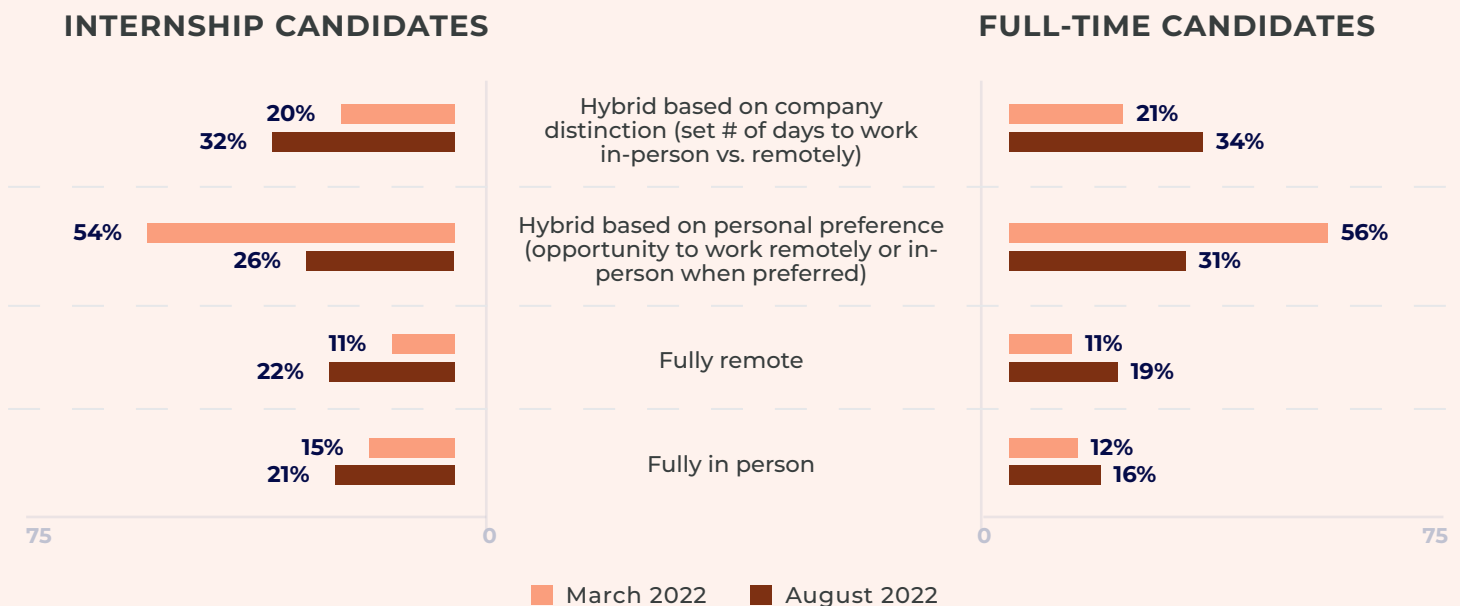 INTERNSHIP CANDIDATES
FULL-TIME CANDIDATES
20%
32%
Hybrid based on company
distinction (set # of days to work
in-person vs. remotely)
21%
34%
54%
26%
Hybrid based on personal preference
(opportunity to work remotely or in-
person when preferred)
56%
31%
11%
22%
Fully remote
11%
19%
15%
21%
Fully in person
12%
16%
75
0
0
75
March 2022
August 2022